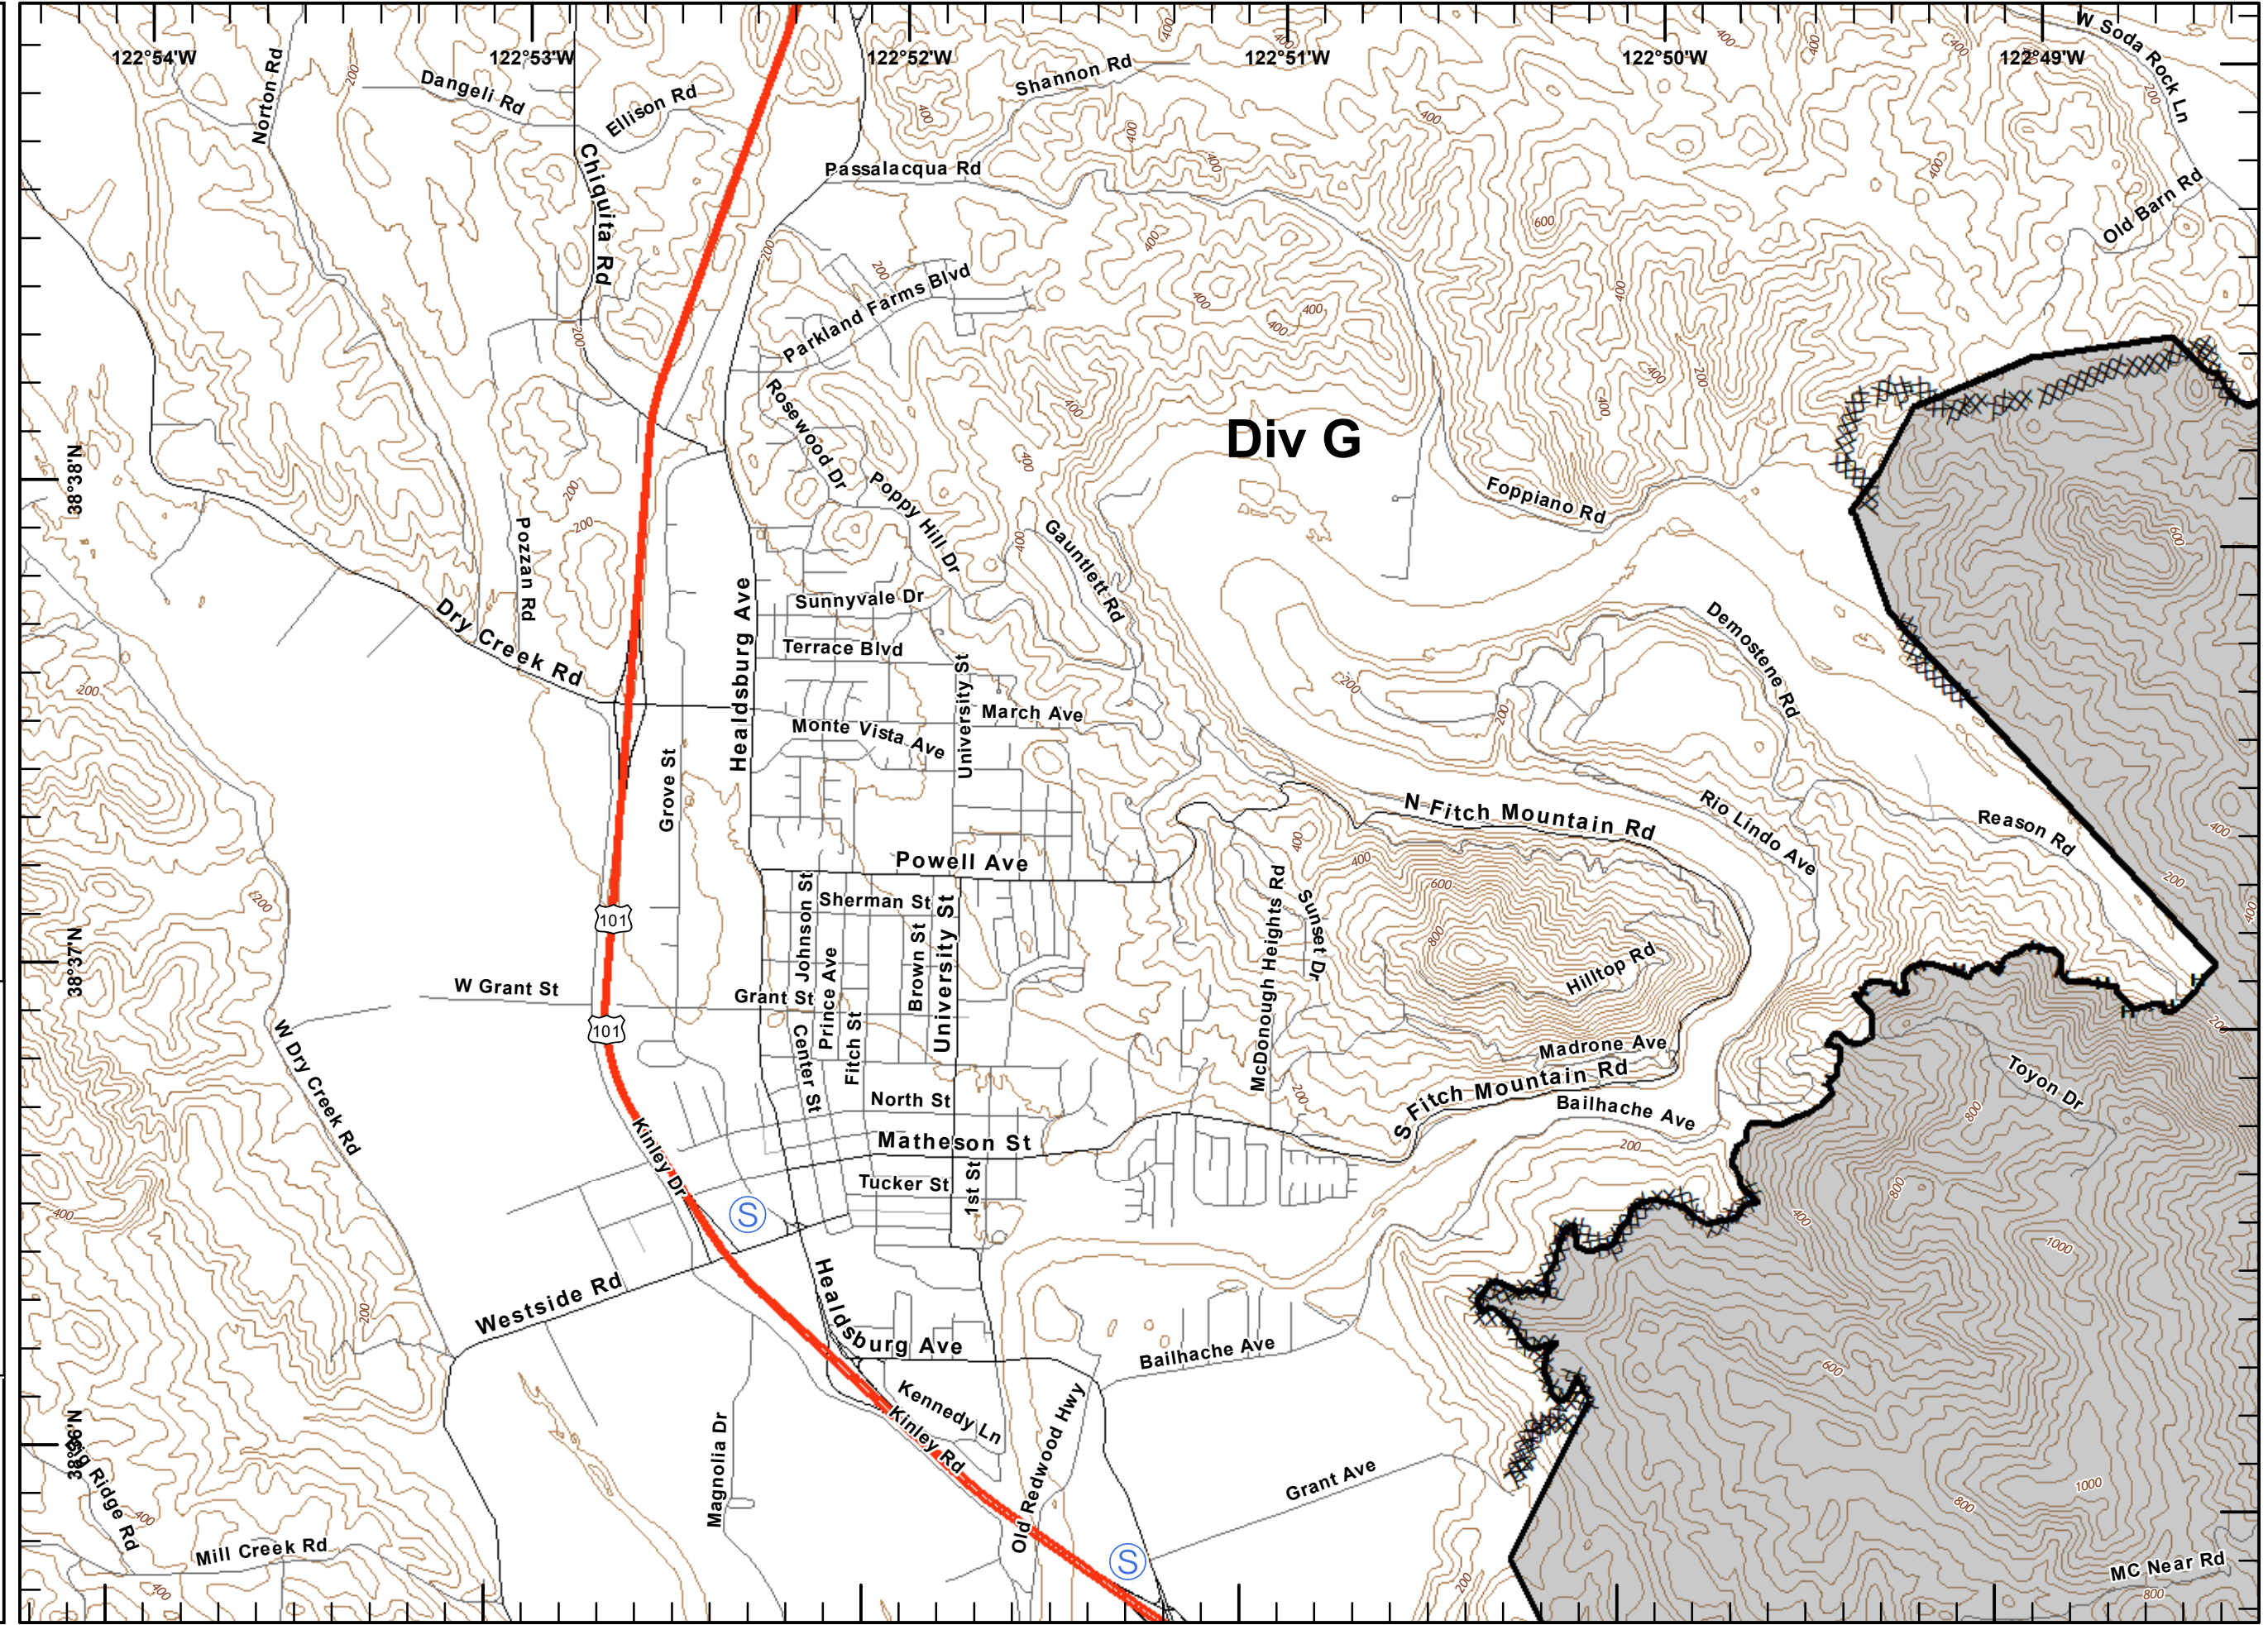 122°54'W
122°53'W
122°52'W
122°51'W
122°50'W
122°49'W
W Soda Rock Ln
Norton Rd
Dangeli Rd
Ellison Rd
Shannon Rd
Chiquita Rd
Passalacqua Rd
Old Barn Rd
Parkland Farms Blvd
Rosewood Dr
Poppy Hill Dr
Gauntlett Rd
Div G
38°38'N
Foppiano Rd
Pozzan Rd
Dry Creek Rd
Healdsburg Ave
Sunnyvale Dr
Terrace Blvd
University St
March Ave
Monte Vista Ave
Demostene Rd
Grove St
N Fitch Mountain Rd
Rio Lindo Ave
Reason Rd
Powell Ave
Sherman St
Johnson St
Prince Ave
Brown St
University St
McDonough Heights Rd
Sunset Dr
Hilltop Rd
101
38°37'N
W Grant St
Grant St
101
Center St
Fitch St
W Dry Creek Rd
Madrone Ave
S Fitch Mountain Rd
Toyon Dr
North St
Bailhache Ave
Kinley Dr
Matheson St
Tucker St
1st St
S
Westside Rd
Healdsburg Ave
Bailhache Ave
Kennedy Ln
Kinley Rd
Magnolia Dr
Old Redwood Hwy
Grant Ave
Ridge Rd
Mill Creek Rd
S
MC Near Rd
200
400
600
800
1000
H